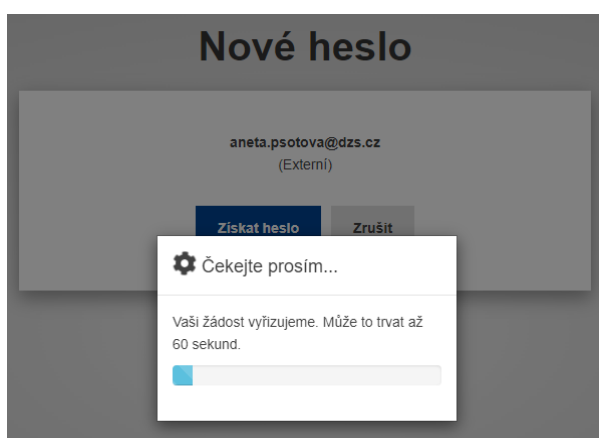 Nové heslo
aneta.psotova@dzs.cz
(Externí)
Získat heslo Zrušit
Čekejte prosím...
Vaši žádost vyřizujeme. Může to trvat až
60 sekund.